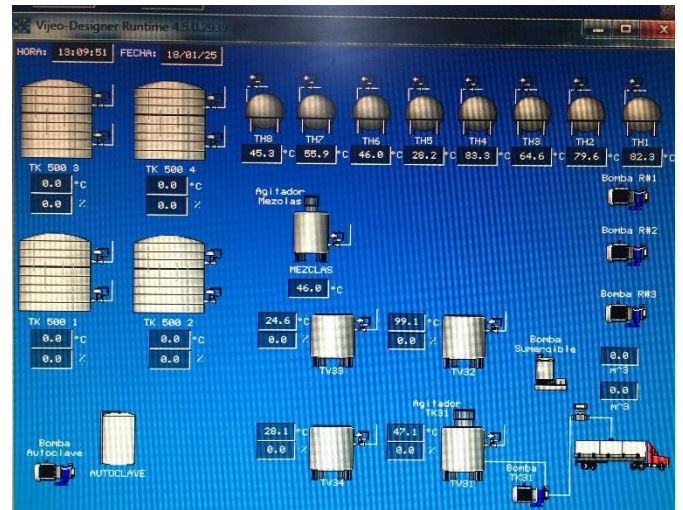 Vijeo-Designer Runtime 4.5.0.2939
HORA: 13:09:51 FECHA: 18/01/25
TH8 TH7 TH6 TH5 TH4 TH3 TH2 TH1
45.3 °C 55.9 °C 46.0 °C 28.2 °C 83.3 °C 64.6 °C 79.6 °C 82.3 °C
TK 500 3 TK 500 4
0.0 °C 0.0 °C
0.0 % 0.0 %
Bomba R#1
Agitador
Mezclas
MEZCLAS
46.0 °C
Bomba R#2
Bomba R#3
TK 500 1 TK 500 2
0.0 °C 0.0 °C
0.0 % 0.0 %
24.6 °C 99.1 °C
0.0 % 0.0 %
TV33 TV32
Bomba
Sumergible
0.0
m^3
0.0
m^3
Agitador
TK31
28.1 °C 47.1 °C
0.0 % 0.0 %
TV34 TV31
Bomba
Autoclave
AUTOCLAVE
Bomba
TK31